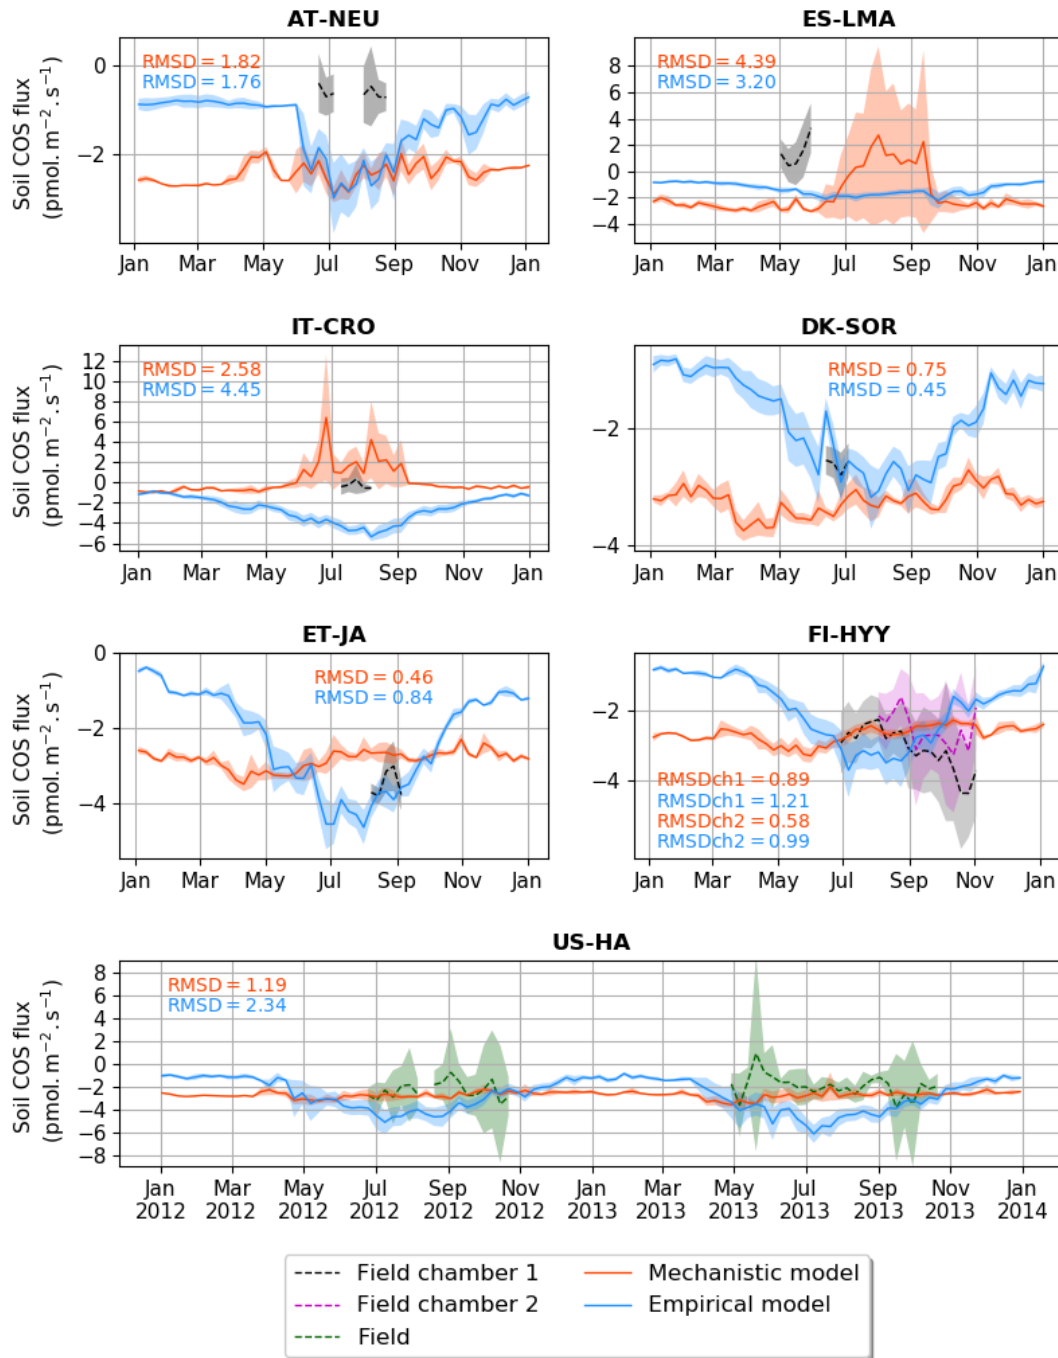 AT-NEU
Soil COS flux
(pmol. m⁻². s⁻¹)
RMSD = 1.82
RMSD = 1.76
0
−2
Jan Mar May Jul Sep Nov Jan
ES-LMA
RMSD = 4.39
RMSD = 3.20
8
6
4
2
0
−2
−4
Jan Mar May Jul Sep Nov Jan
IT-CRO
Soil COS flux
(pmol. m⁻². s⁻¹)
RMSD = 2.58
RMSD = 4.45
12
10
8
6
4
2
0
−2
−4
−6
Jan Mar May Jul Sep Nov Jan
DK-SOR
RMSD = 0.75
RMSD = 0.45
−2
−4
Jan Mar May Jul Sep Nov Jan
ET-JA
Soil COS flux
(pmol. m⁻². s⁻¹)
RMSD = 0.46
RMSD = 0.84
0
−2
−4
Jan Mar May Jul Sep Nov Jan
FI-HYY
−2
−4
RMSDch1 = 0.89
RMSDch1 = 1.21
RMSDch2 = 0.58
RMSDch2 = 0.99
Jan Mar May Jul Sep Nov Jan
US-HA
Soil COS flux
(pmol. m⁻². s⁻¹)
RMSD = 1.19
RMSD = 2.34
8
6
4
2
0
−2
−4
−6
−8
Jan Mar May Jul Sep Nov Jan Mar May Jul Sep Nov Jan
2012 2012 2012 2012 2012 2012 2013 2013 2013 2013 2013 2013 2014
Field chamber 1
Field chamber 2
Field
Mechanistic model
Empirical model